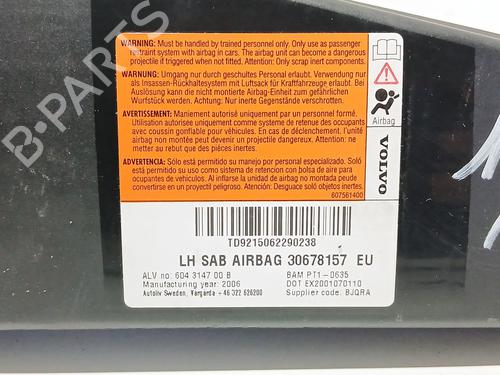 B-PARTS
WARNING: Must be handled by trained personnel only. Only use as passenger
restraint system with airbag in cars. The airbag unit can become a dangerous
projectile if triggered when not fitted. Attention! Only scrap inert components.
WARNUNG: Umgang nur durch geschultes Personal erlaubt. Verwendung nur
als Insassen-Rückhaltesystem mit Luftsack für Kraftfahrzeuge erlaubt.
Auslösung kann das nicht montierte Airbag-Einheit zum gefährlichen
Wurfstück werden. Achtung! Nur inerte Gegenstände verschrotten.
AVERTISSEMENT: Maniement autorisé uniquement par un personnel formé.
Utilisation autorisée uniquement comme système de retenue des occupants
avec coussin gonflable pour véhicules. En cas de déclenchement, l'unité airbag
non montée peut devenir un projectile dangereux. Attention: ne
metter au rebut que des pièces inertes.
ADVERTENCIA: Sólo está permitido su manejo por personal especializado. Sólo
está permitido su uso como sistema de retención con bolsa de aire para
ocupantes de vehículos. Al inflarse la unidad de airbag no montada puede
convertirse en un proyectil peligroso. Atención: Desguace solo objetos inertes.
607561400
Airbag
VOLVO
TD9215062290238
LH SAB AIRBAG 30678157 EU
ALV no: 604 3147 00 B
BAM PT1-0635
Manufacturing year: 2006
DOT EX2001070110
Autoliv Sweden, Vargarda +46 322 626200
Supplier code: BJQRA